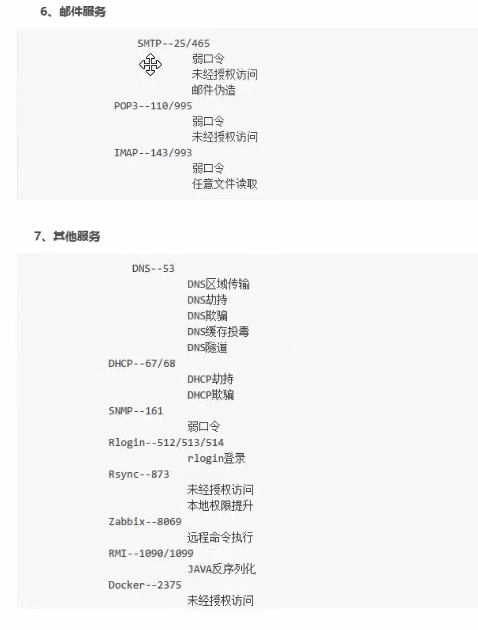 6、邮件服务
SMTP--25/465
弱口令
未经授权访问
邮件伪造
POP3--110/995
弱口令
未经授权访问
IMAP--143/993
弱口令
任意文件读取
7、其他服务
DNS--53
DNS区域传输
DNS劫持
DNS欺骗
DNS缓存投毒
DNS隧道
DHCP--67/68
DHCP劫持
DHCP欺骗
SNMP--161
弱口令
Rlogin--512/513/514
rlogin登录
Rsync--873
未经授权访问
本地权限提升
Zabbix--8069
远程命令执行
RMI--1090/1099
JAVA反序列化
Docker--2375
未经授权访问